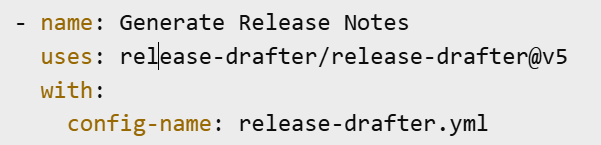 - name: Generate Release Notes
  uses: release-drafter/release-drafter@v5
  with:
    config-name: release-drafter.yml